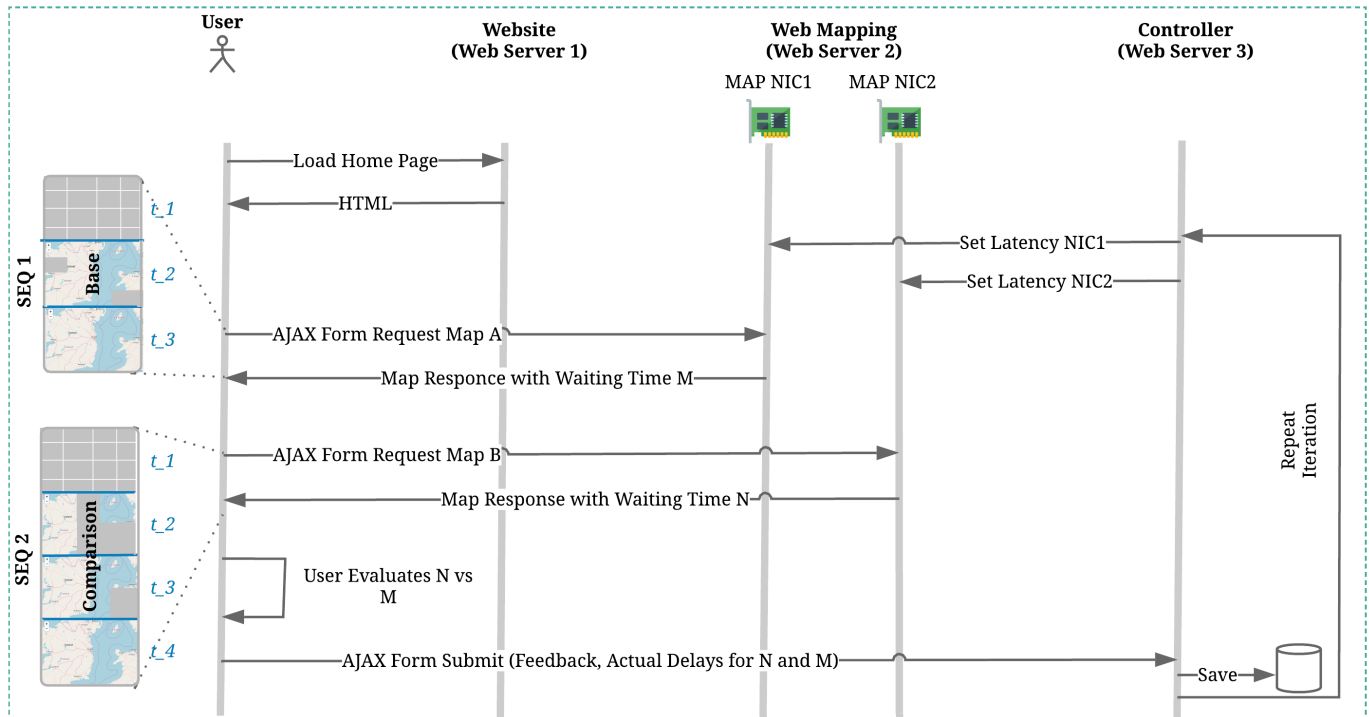 User
Website
(Web Server 1)
Web Mapping
(Web Server 2)
Controller
(Web Server 3)
MAP NIC1
MAP NIC2
Load Home Page
HTML
Set Latency NIC1
Set Latency NIC2
SEQ 1
Base
t_1
t_2
t_3
AJAX Form Request Map A
Map Responce with Waiting Time M
SEQ 2
Comparison
t_1
t_2
t_3
t_4
AJAX Form Request Map B
Map Response with Waiting Time N
User Evaluates N vs
M
AJAX Form Submit (Feedback, Actual Delays for N and M)
Save
Repeat
Iteration